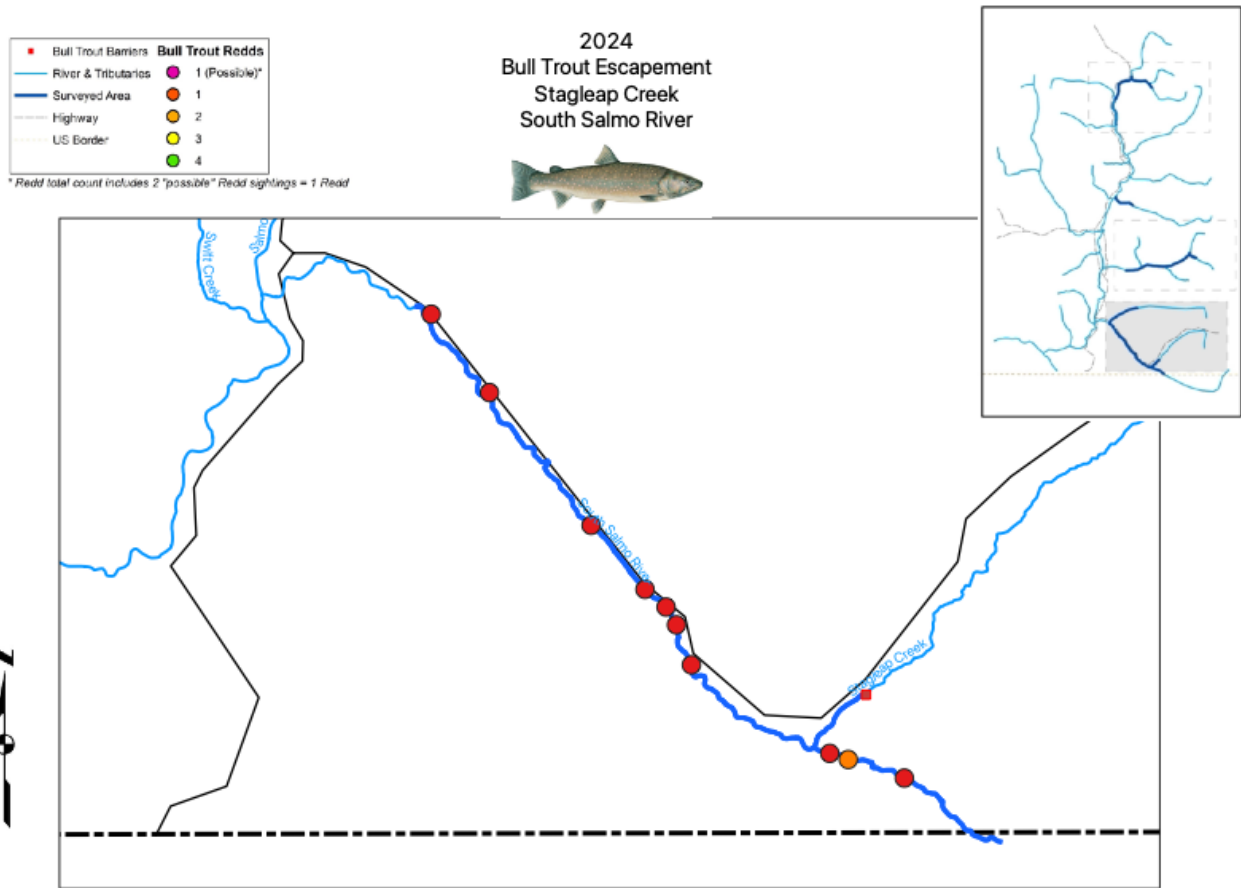 2024
Bull Trout Escapement
Stagleap Creek
South Salmo River
Bull Trout Barriers
River & Tributaries
Surveyed Area
Highway
US Border
Bull Trout Redds
1 (Possible)*
1
2
3
4
* Redd total count includes 2 "possible" Redd sightings = 1 Redd
Swift Creek
Salmo
South Salmo River
Stagleap Creek